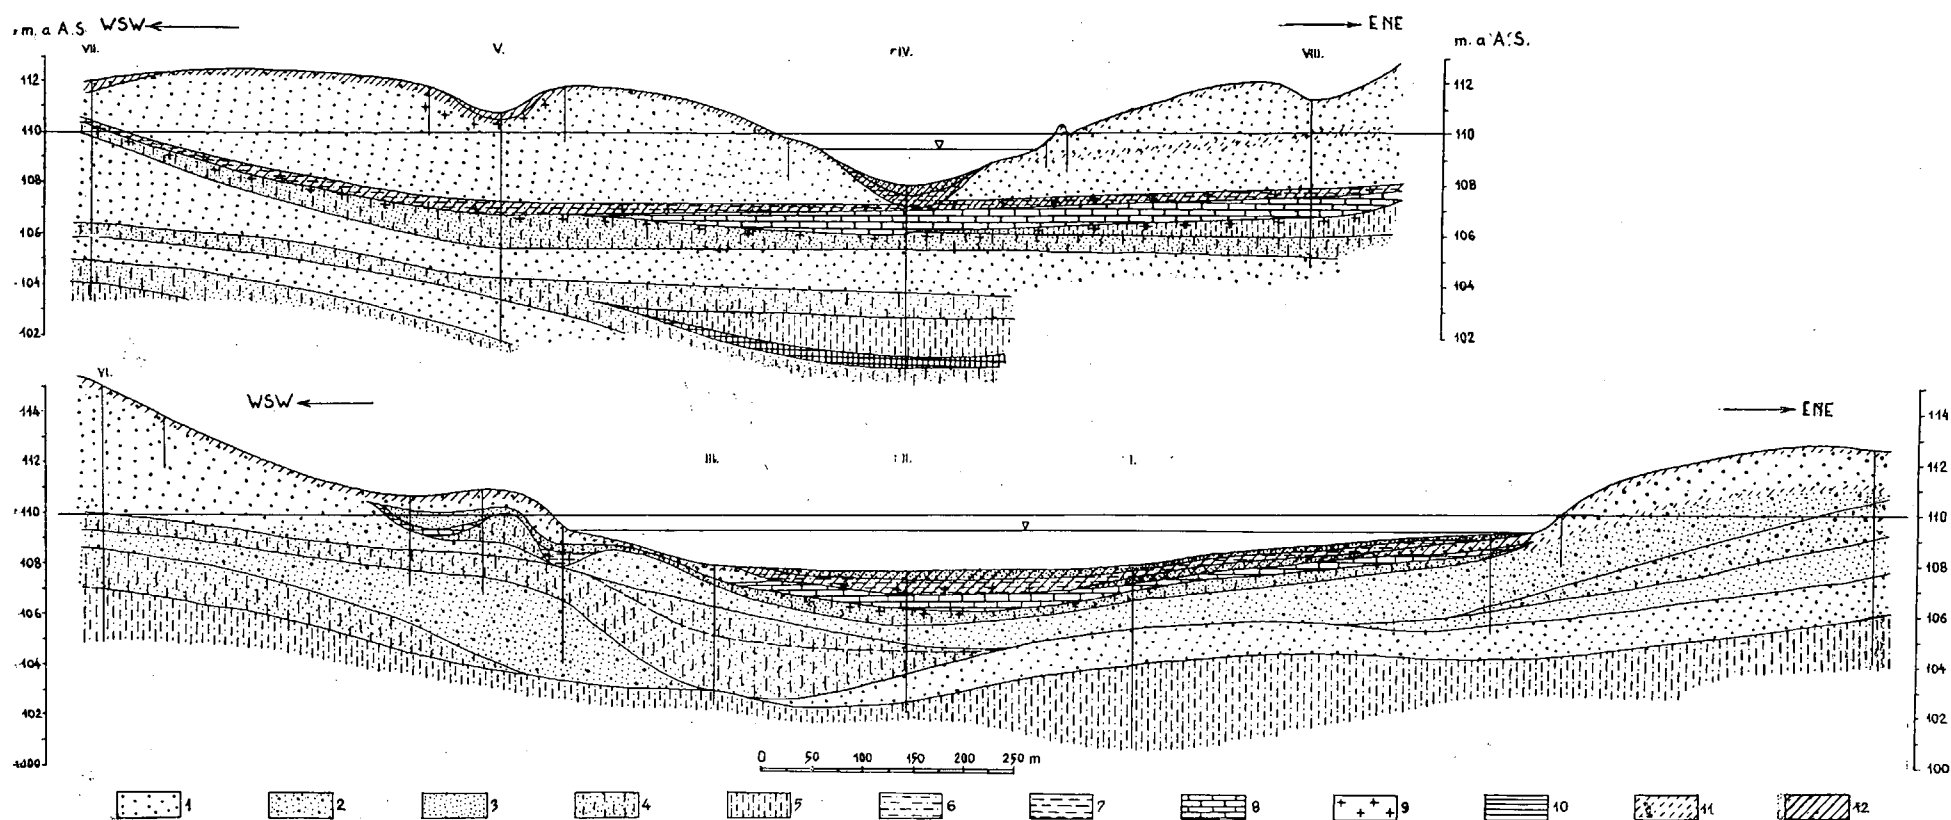 m. a A.S. WSW ENE
VII. V. IV. VIII. m. a A.S.
112 112
110 110
108 108
106 106
104 104
102 102
VI.
WSW ENE
114 114
112 III. II. I. 112
110 110
108 108
106 106
104 104
102 102
100 100
0 50 100 150 200 250 m
1 2 3 4 5 6 7 8 9 10 11 12